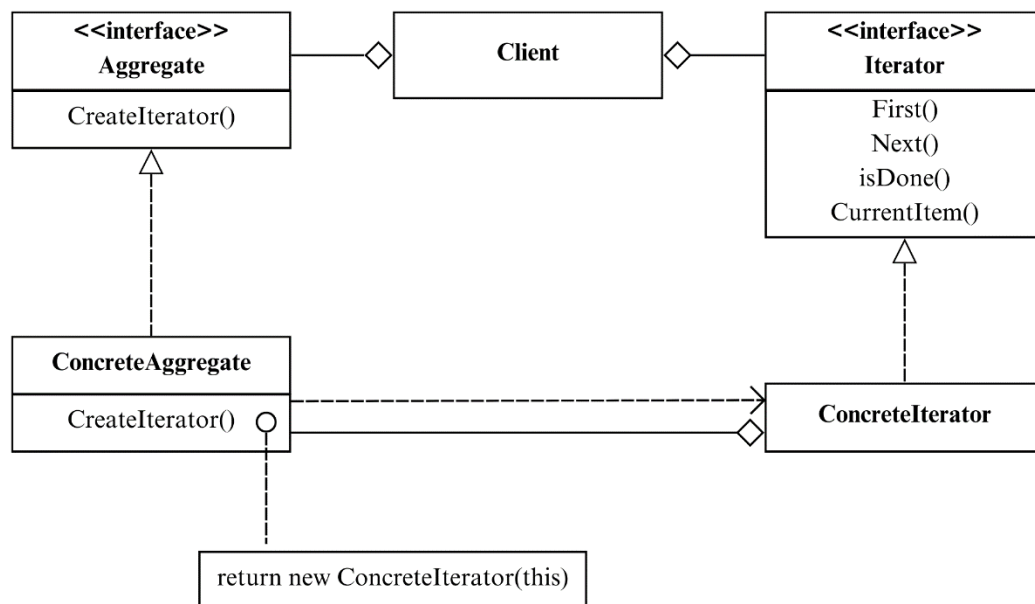 <<interface>>
Aggregate
CreateIterator()
Client
<<interface>>
Iterator
First()
Next()
isDone()
CurrentItem()
ConcreteAggregate
CreateIterator()
ConcreteIterator
return new ConcreteIterator(this)